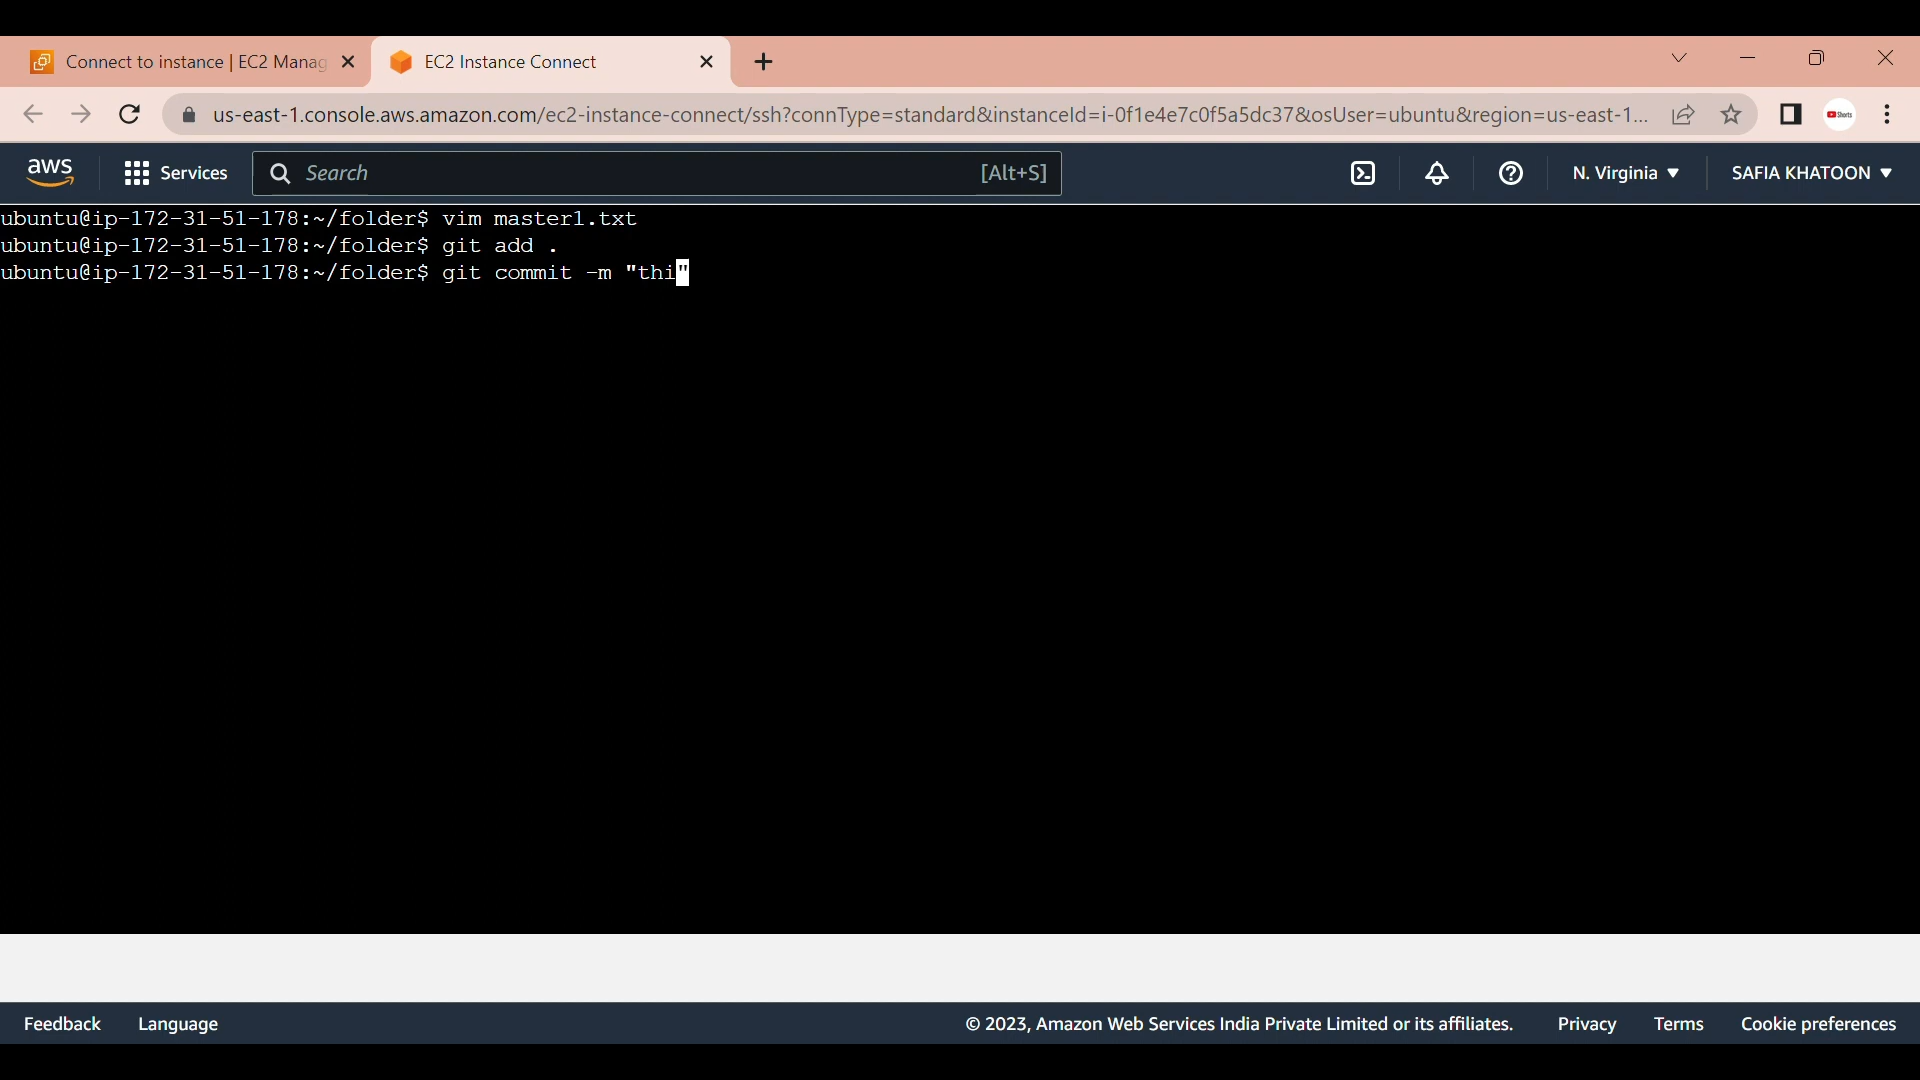 Connect to instance | EC2 Manag
EC2 Instance Connect
us-east-1.console.aws.amazon.com/ec2-instance-connect/ssh?connType=standard&instanceId=i-0f1e4e7c0f5a5dc37&osUser=ubuntu&region=us-east-1...
Shorts
aws
Services
Search
[Alt+S]
N. Virginia
SAFIA KHATOON
ubuntu@ip-172-31-51-178:~/folder$ vim master1.txt
ubuntu@ip-172-31-51-178:~/folder$ git add .
ubuntu@ip-172-31-51-178:~/folder$ git commit -m "thi"
Feedback
Language
© 2023, Amazon Web Services India Private Limited or its affiliates.
Privacy
Terms
Cookie preferences